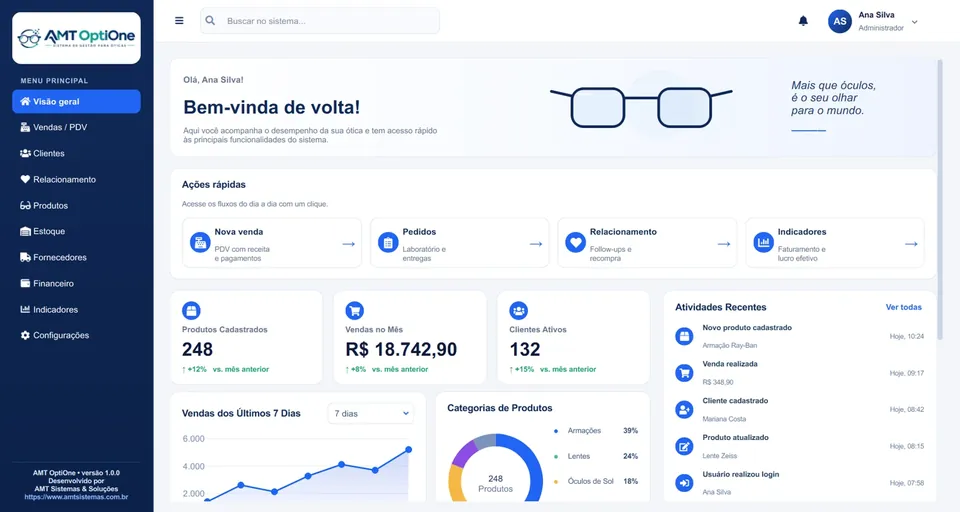 AMT OptiOne
SISTEMA DE GESTÃO PARA ÓTICAS
MENU PRINCIPAL
Visão geral
Vendas / PDV
Clientes
Relacionamento
Produtos
Estoque
Fornecedores
Financeiro
Indicadores
Configurações
AMT OptiOne • versão 1.0.0
Desenvolvido por
AMT Sistemas & Soluções
https://www.amtsistemas.com.br
Buscar no sistema...
AS
Ana Silva
Administrador
Olá, Ana Silva!
Bem-vinda de volta!
Aqui você acompanha o desempenho da sua ótica e tem acesso rápido
às principais funcionalidades do sistema.
Mais que óculos,
é o seu olhar
para o mundo.
Ações rápidas
Acesse os fluxos do dia a dia com um clique.
Nova venda
PDV com receita
e pagamentos
→
Pedidos
Laboratório e
entregas
→
Relacionamento
Follow-ups e
recompra
→
Indicadores
Faturamento e
lucro efetivo
→
Produtos Cadastrados
248
↑ +12% vs. mês anterior
Vendas no Mês
R$ 18.742,90
↑ +8% vs. mês anterior
Clientes Ativos
132
↑ +15% vs. mês anterior
Vendas dos Últimos 7 Dias
7 dias
6.000
4.000
2.000
Categorias de Produtos
248
Produtos
Armações 39%
Lentes 24%
Óculos de Sol 18%
Atividades Recentes
Ver todas
Novo produto cadastrado
Armação Ray-Ban
Hoje, 10:24
Venda realizada
R$ 348,90
Hoje, 09:17
Cliente cadastrado
Mariana Costa
Hoje, 08:42
Produto atualizado
Lente Zeiss
Hoje, 08:15
Usuário realizou login
Ana Silva
Hoje, 07:58